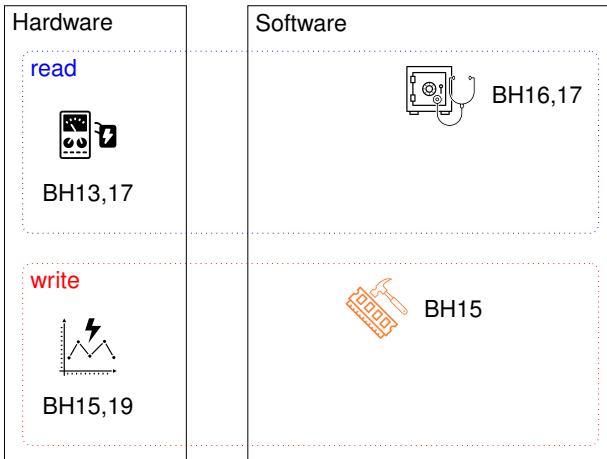 Hardware
Software
read
BH16,17
BH13,17
write
BH15
BH15,19